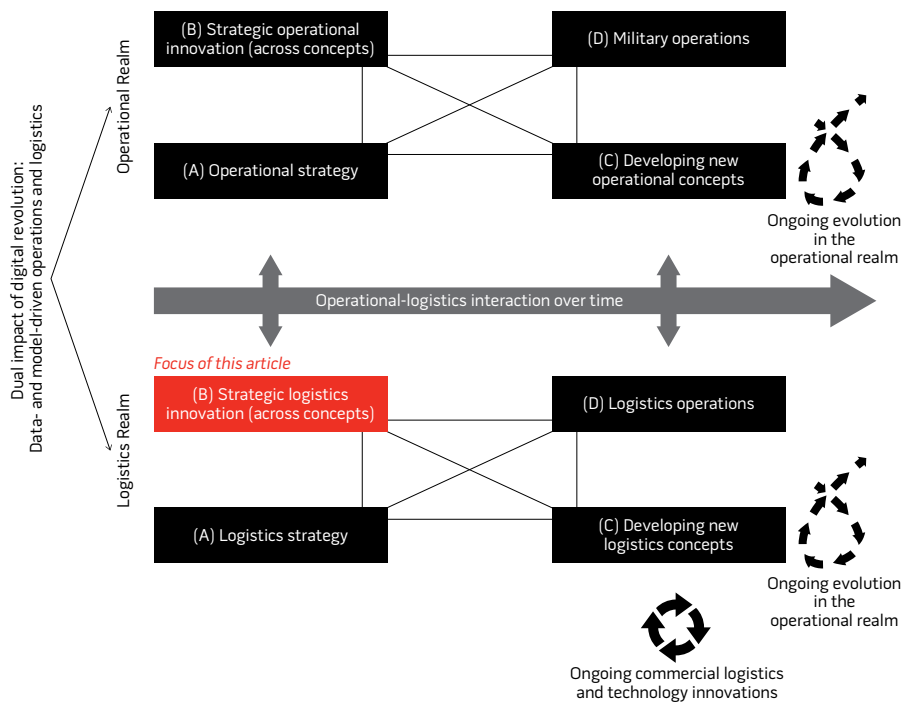 Dual impact of digital revolution:
Data- and model-driven operations and logistics
Operational Realm
(B) Strategic operational
innovation (across concepts)
(D) Military operations
(A) Operational strategy
(C) Developing new
operational concepts
Ongoing evolution
in the
operational realm
Operational-logistics interaction over time
Logistics Realm
Focus of this article
(B) Strategic logistics
innovation (across concepts)
(D) Logistics operations
(A) Logistics strategy
(C) Developing new
logistics concepts
Ongoing evolution
in the
operational realm
Ongoing commercial logistics
and technology innovations